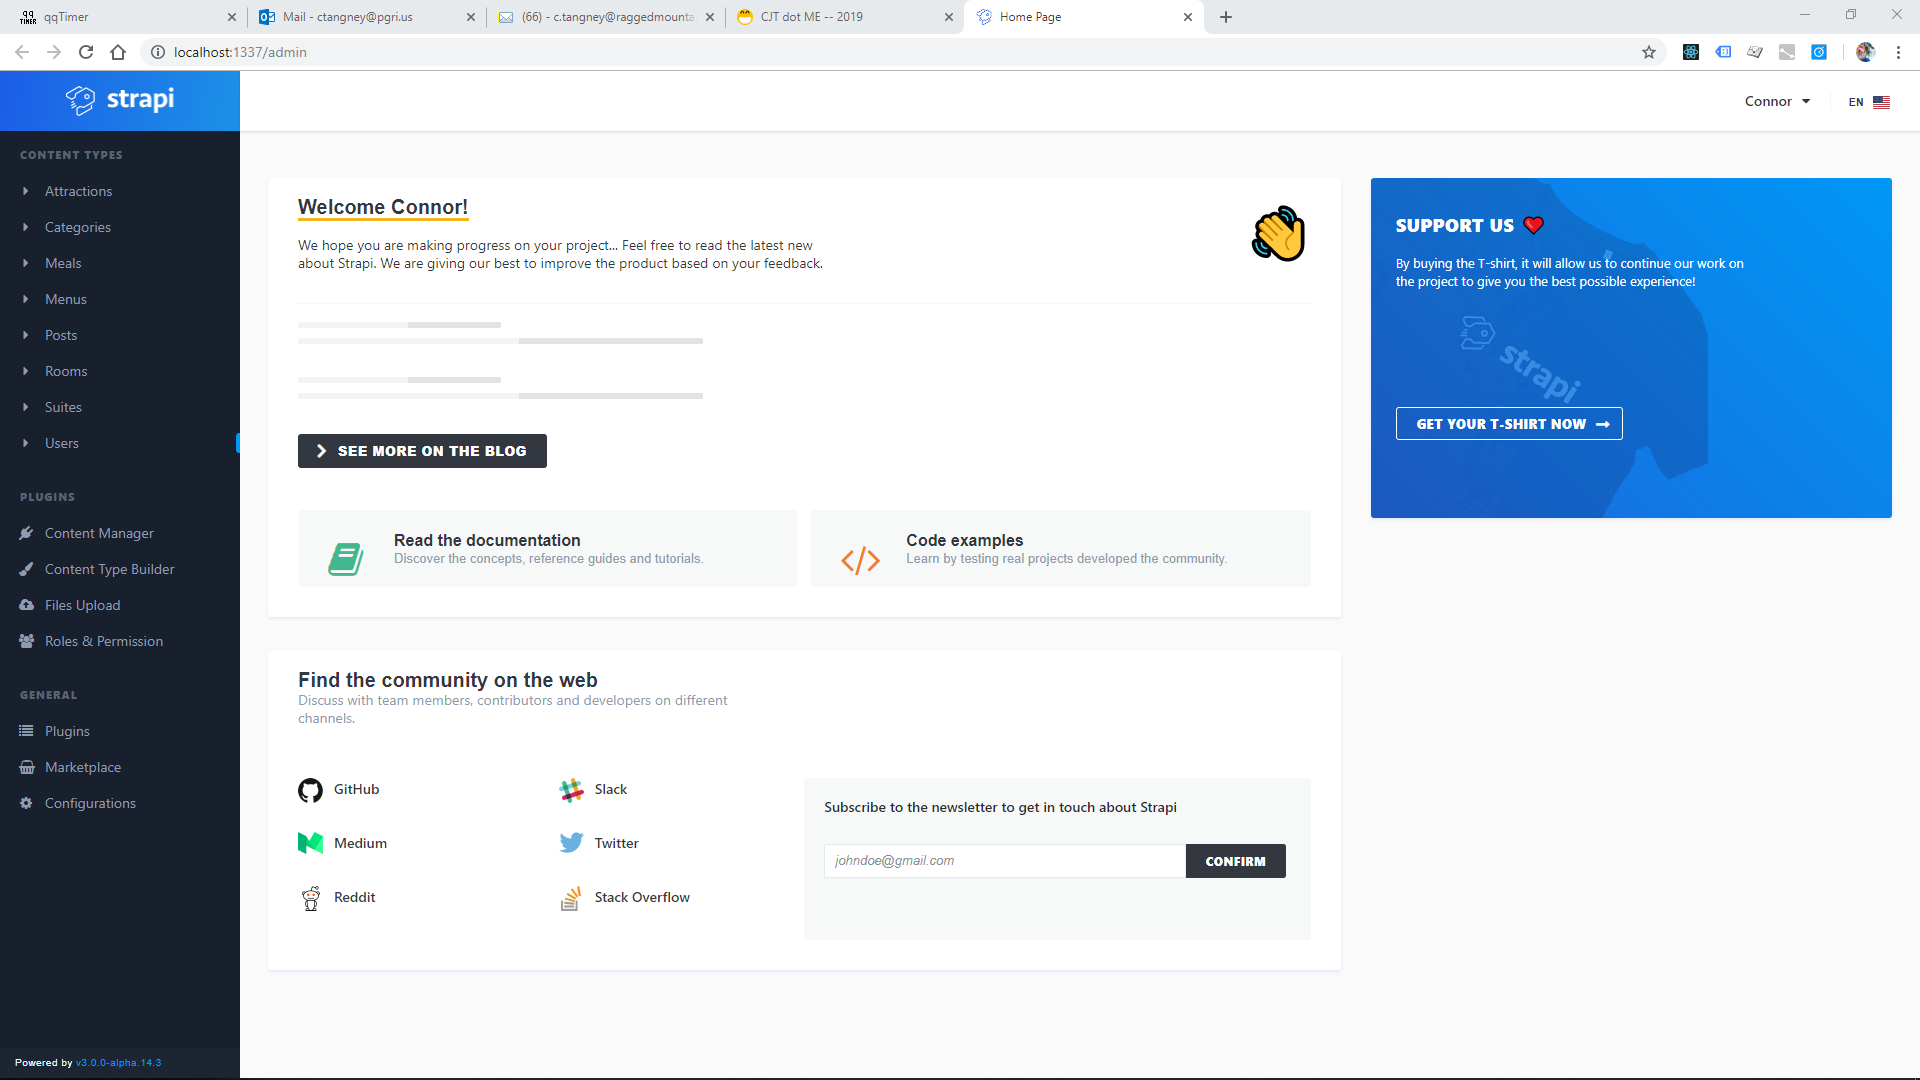 qqTimer
Mail - ctangney@pgri.us
(66) - c.tangney@raggedmounta
CJT dot ME -- 2019
Home Page
localhost:1337/admin
strapi
Connor
EN
CONTENT TYPES
Attractions
Categories
Meals
Menus
Posts
Rooms
Suites
Users
PLUGINS
Content Manager
Content Type Builder
Files Upload
Roles & Permission
GENERAL
Plugins
Marketplace
Configurations
Powered by v3.0.0-alpha.14.3
Welcome Connor!
We hope you are making progress on your project... Feel free to read the latest new
about Strapi. We are giving our best to improve the product based on your feedback.
SEE MORE ON THE BLOG
Read the documentation
Discover the concepts, reference guides and tutorials.
Code examples
Learn by testing real projects developed the community.
Find the community on the web
Discuss with team members, contributors and developers on different
channels.
GitHub
Slack
Medium
Twitter
Reddit
Stack Overflow
Subscribe to the newsletter to get in touch about Strapi
johndoe@gmail.com
CONFIRM
SUPPORT US
By buying the T-shirt, it will allow us to continue our work on
the project to give you the best possible experience!
strapi
GET YOUR T-SHIRT NOW